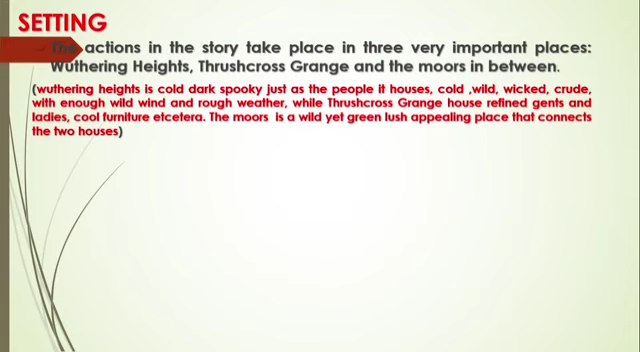 SETTING
The actions in the story take place in three very important places:
Wuthering Heights, Thrushcross Grange and the moors in between.
(wuthering heights is cold dark spooky just as the people it houses, cold ,wild, wicked, crude,
with enough wild wind and rough weather, while Thrushcross Grange house refined gents and
ladies, cool furniture etcetera. The moors is a wild yet green lush appealing place that connects
the two houses)